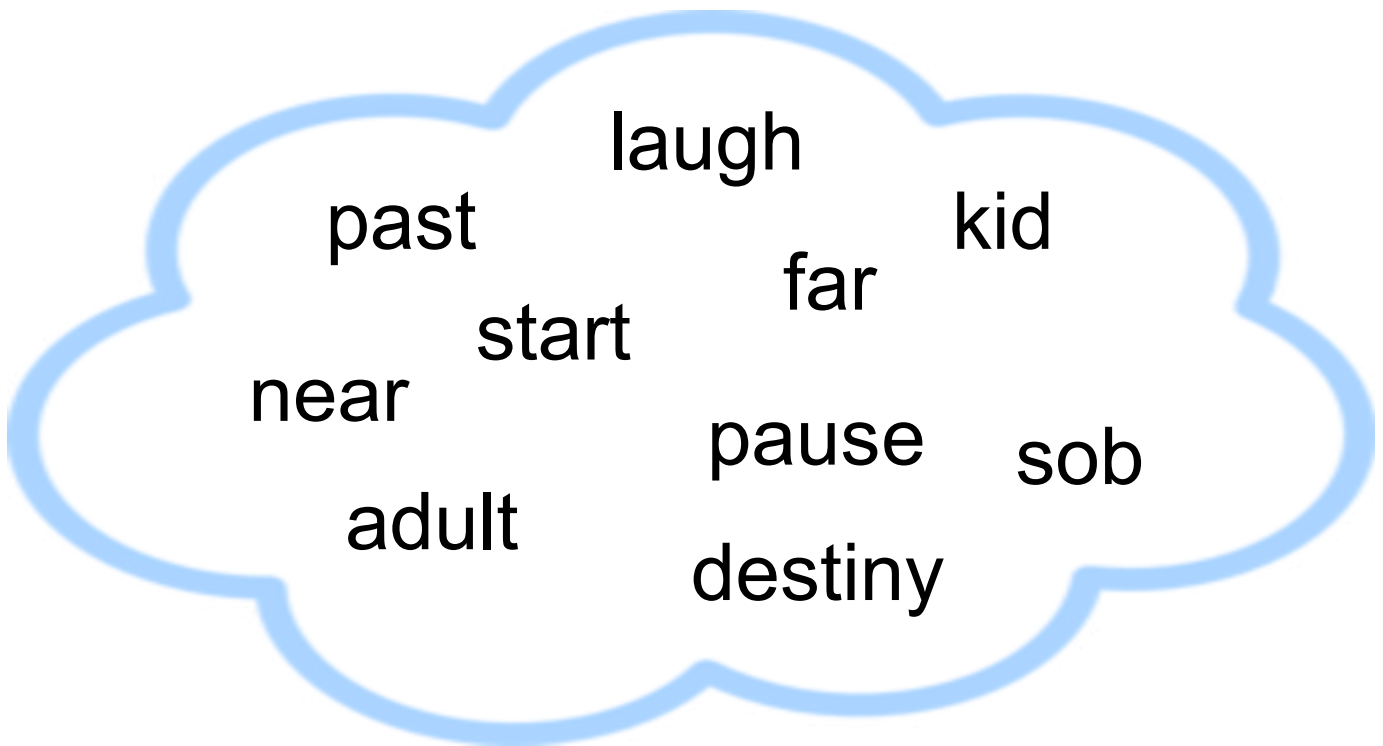 laugh
past
kid
far
start
near
pause
sob
adult
destiny